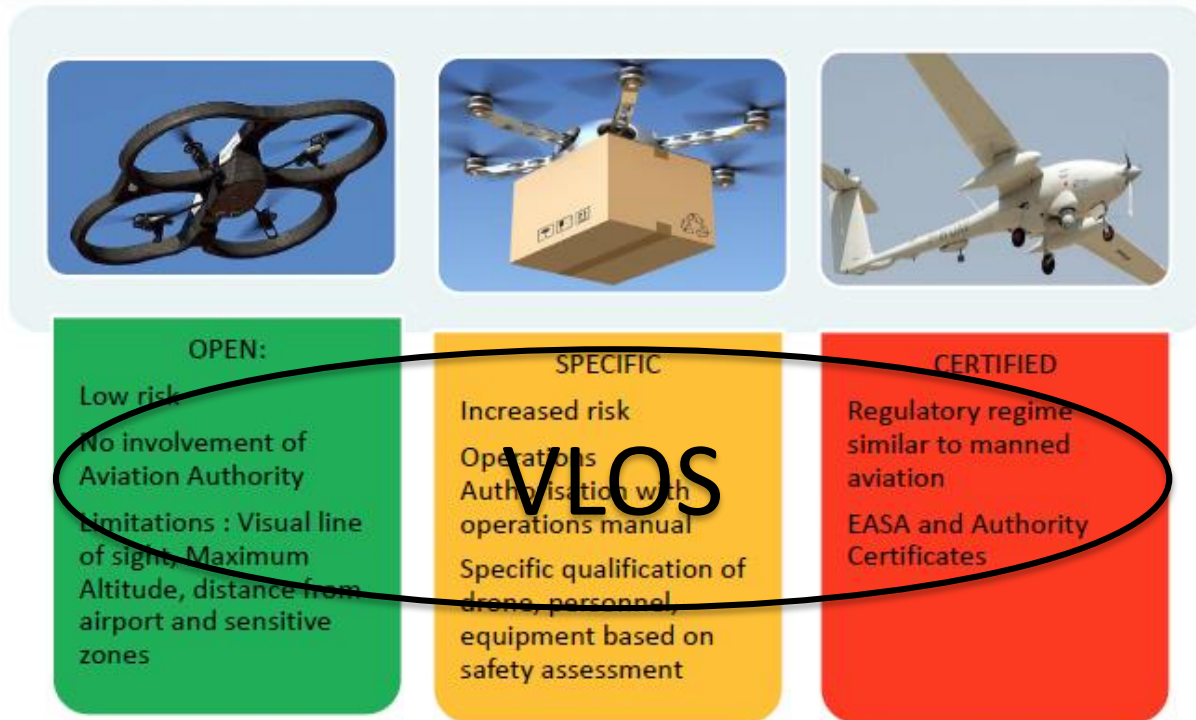 OPEN:
Low risk
No involvement of
Aviation Authority
Limitations : Visual line
of sight, Maximum
Altitude, distance from
airport and sensitive
zones
SPECIFIC
Increased risk
Operations
Authorisation with
operations manual
Specific qualification of
drone, personnel,
equipment based on
safety assessment
CERTIFIED
Regulatory regime
similar to manned
aviation
EASA and Authority
Certificates
VLOS